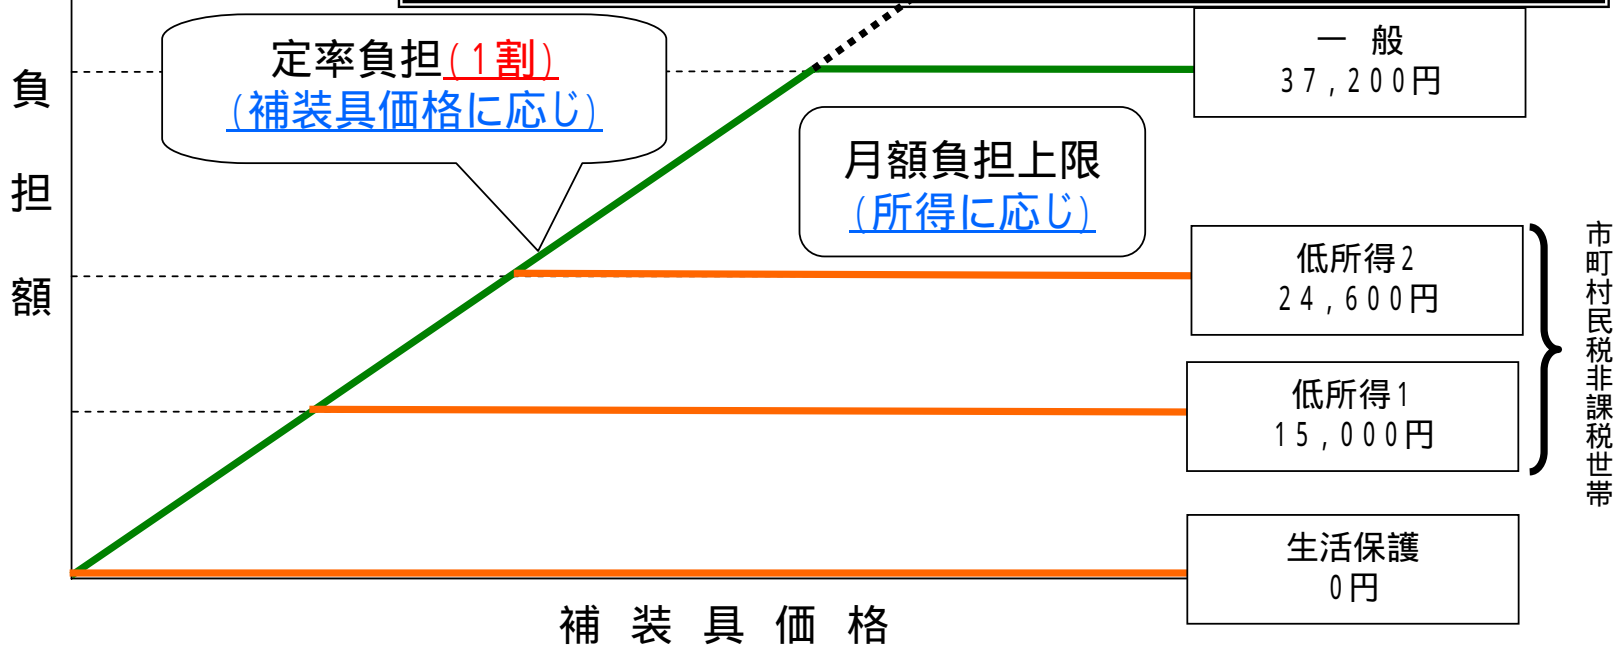 定率負担(1割)
(補装具価格に応じ)
一 般
37,200円
負担額
月額負担上限
(所得に応じ)
低所得2
24,600円
市町村民税非課税世帯
低所得1
15,000円
生活保護
0円
補装具価格